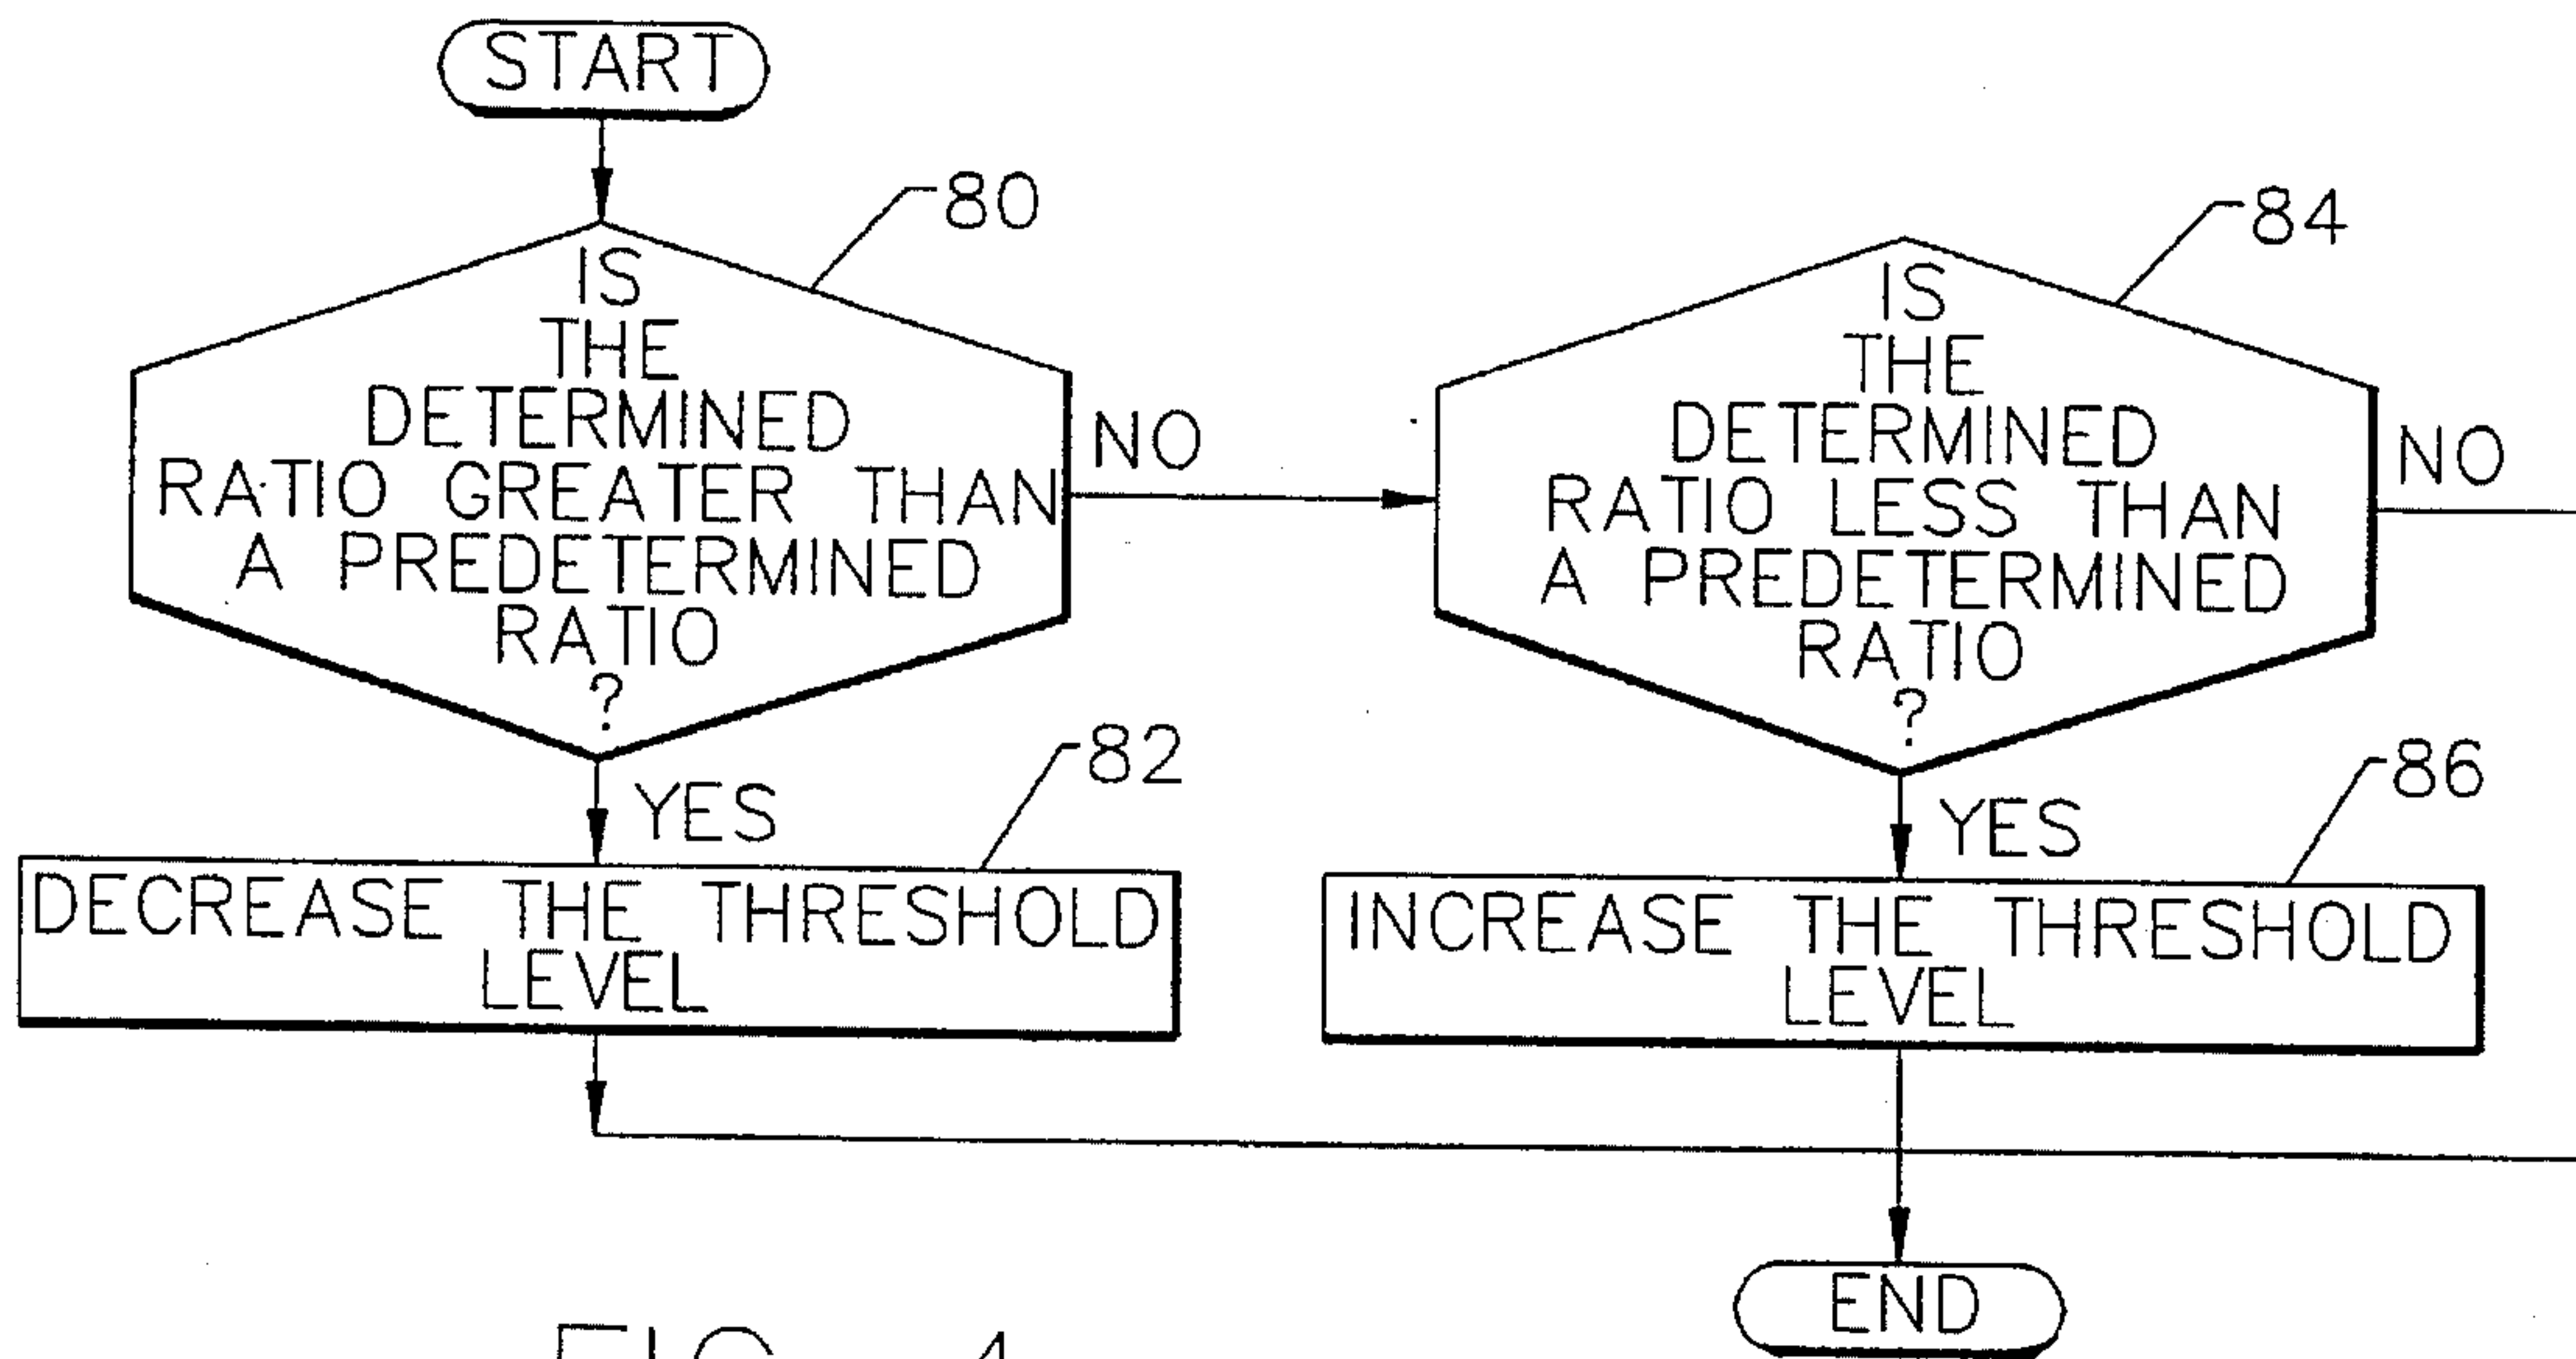 START
80
IS
THE
DETERMINED
RATIO GREATER THAN
A PREDETERMINED
RATIO
?
NO
YES
82
DECREASE THE THRESHOLD
LEVEL
84
IS
THE
DETERMINED
RATIO LESS THAN
A PREDETERMINED
RATIO
?
NO
YES
86
INCREASE THE THRESHOLD
LEVEL
END